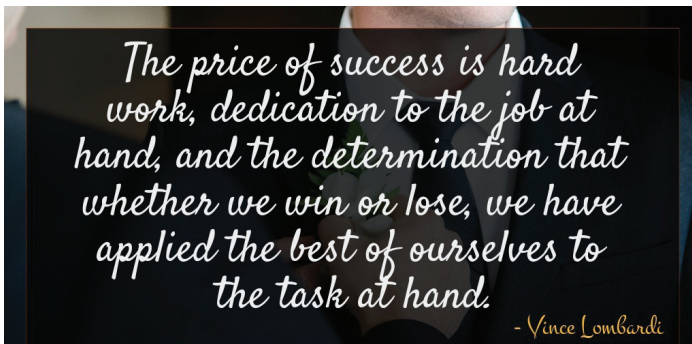 The price of success is hard
work, dedication to the job at
hand, and the determination that
whether we win or lose, we have
applied the best of ourselves to
the task at hand.
- Vince Lombardi